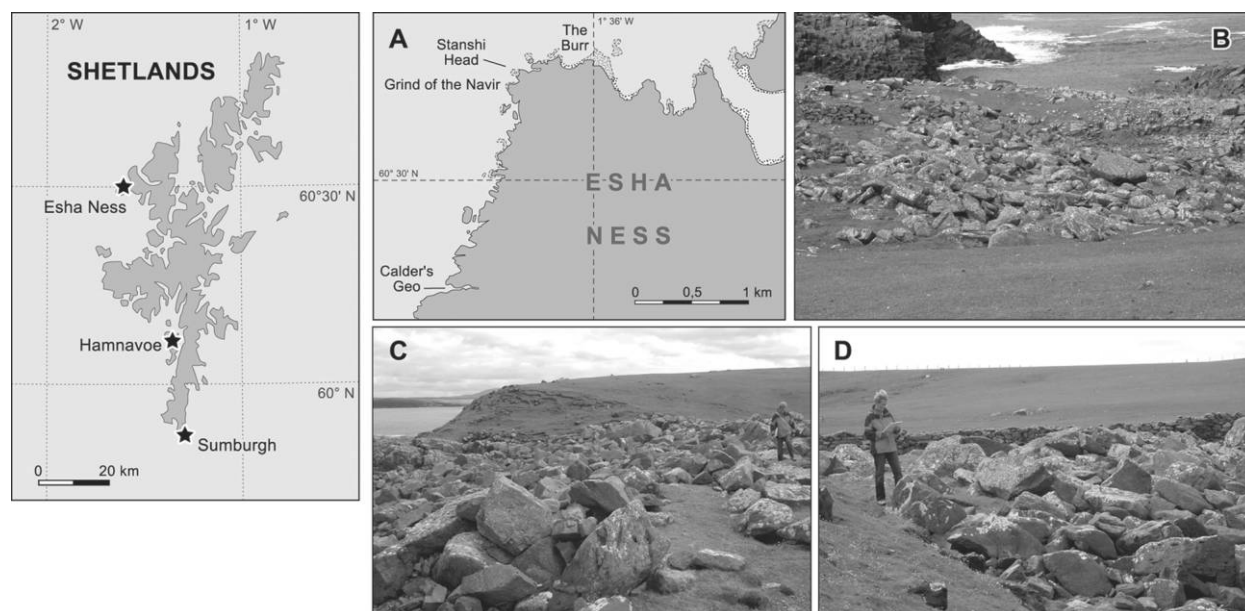 2° W
1° W
SHETLANDS
60°30' N
Esha Ness
Hamnavoe
60° N
Sumburgh
0 20 km
A
1° 36' W
The
Burr
Stanshi
Head
Grind of the Navir
60° 30' N
ESHA
NESS
Calder's
Geo
0 0,5 1 km
B
C
D